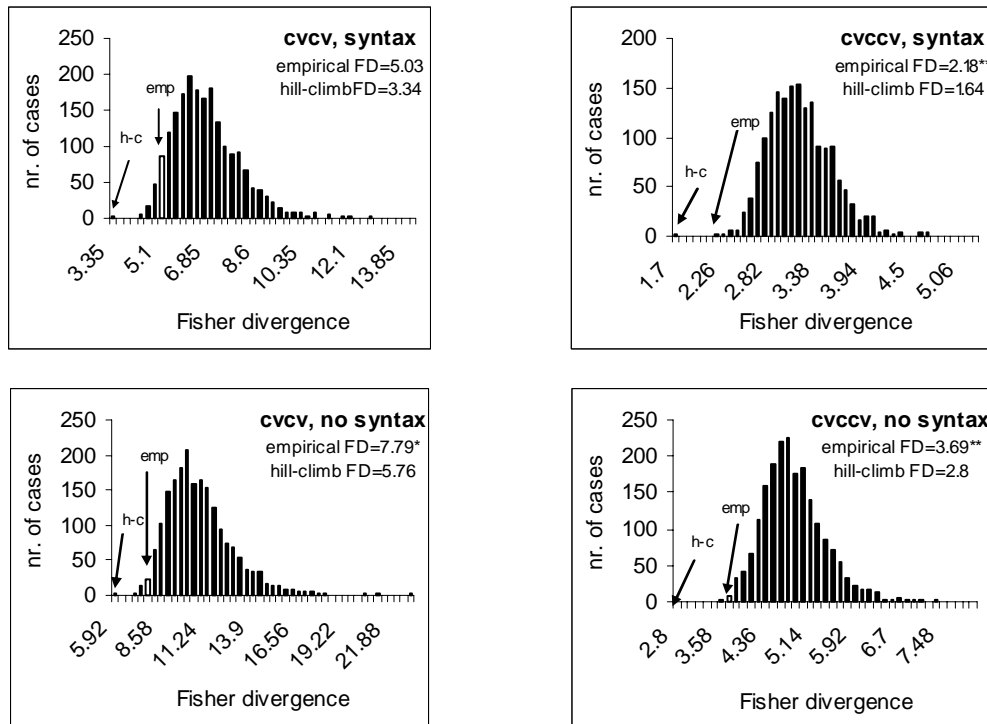 cvcv, syntax
empirical FD=5.03
hill-climbFD=3.34
nr. of cases
250
200
150
100
50
0
emp
h-c
3.35 5.1 6.85 8.6 10.35 12.1 13.85
Fisher divergence
cvccv, syntax
empirical FD=2.18**
hill-climb FD=1.64
nr. of cases
200
150
100
50
0
emp
h-c
1.7 2.26 2.82 3.38 3.94 4.5 5.06
Fisher divergence
cvcv, no syntax
empirical FD=7.79*
hill-climb FD=5.76
nr. of cases
250
200
150
100
50
0
emp
h-c
5.92 8.58 11.24 13.9 16.56 19.22 21.88
Fisher divergence
cvccv, no syntax
empirical FD=3.69**
hill-climb FD=2.8
nr. of cases
250
200
150
100
50
0
emp
h-c
2.8 3.58 4.36 5.14 5.92 6.7 7.48
Fisher divergence